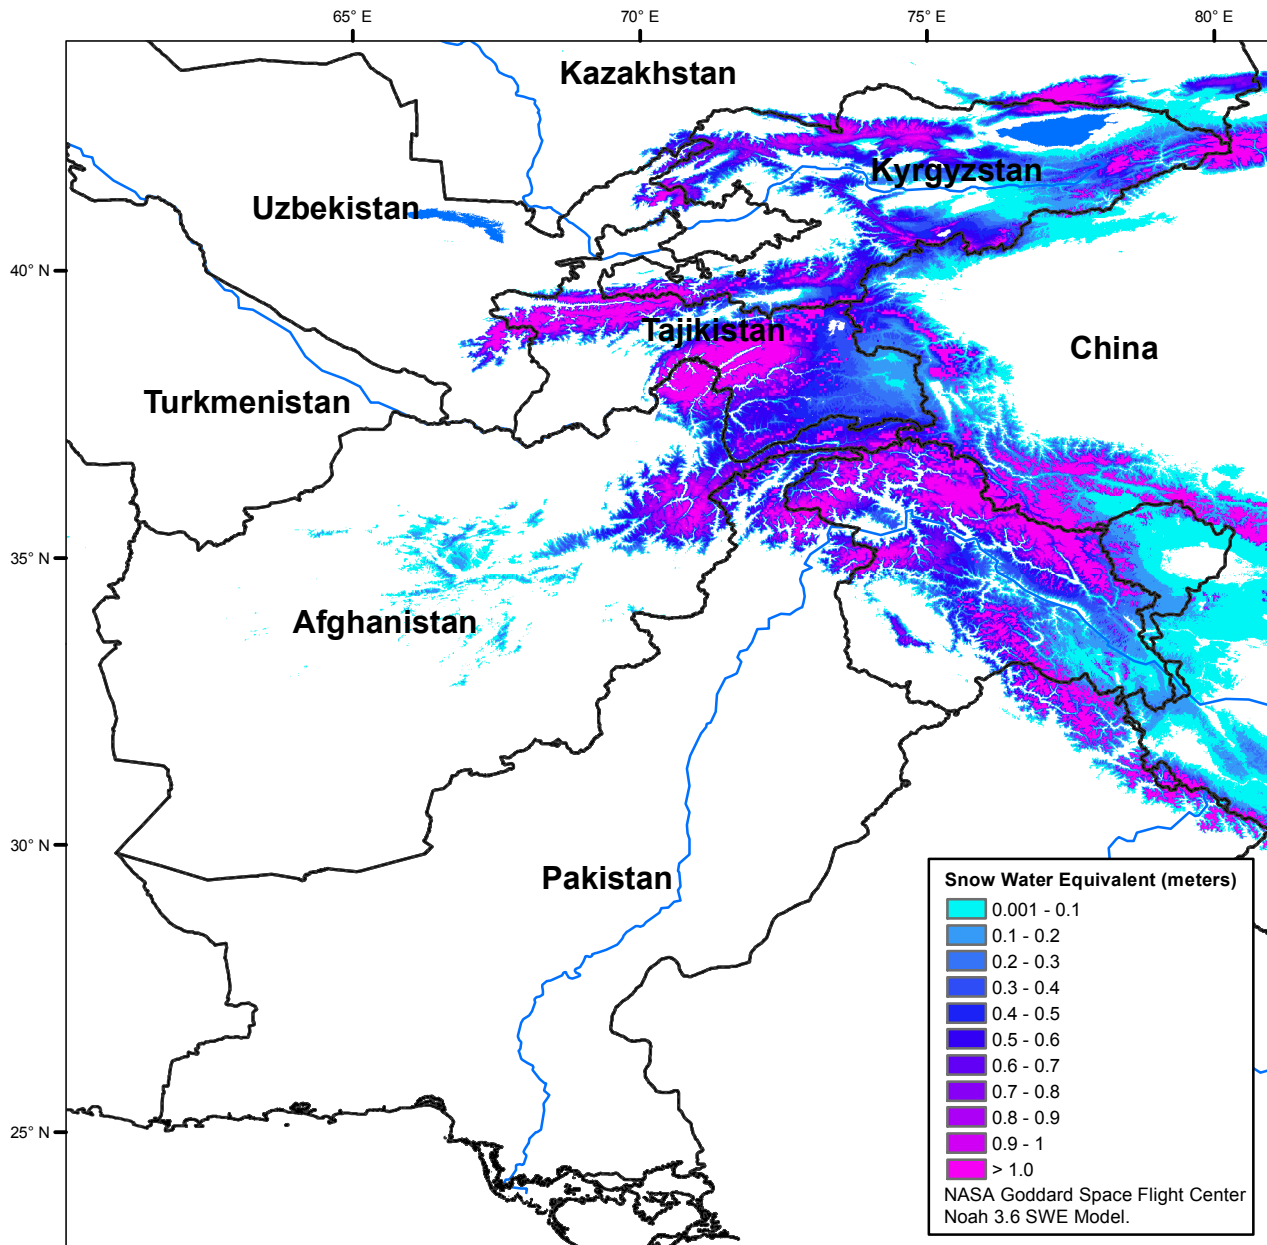 65° E
70° E
75° E
80° E
Kazakhstan
Kyrgyzstan
Uzbekistan
40° N
Tajikistan
China
Turkmenistan
35° N
Afghanistan
30° N
Pakistan
25° N
Snow Water Equivalent (meters)
0.001 - 0.1
0.1 - 0.2
0.2 - 0.3
0.3 - 0.4
0.4 - 0.5
0.5 - 0.6
0.6 - 0.7
0.7 - 0.8
0.8 - 0.9
0.9 - 1
> 1.0
NASA Goddard Space Flight Center
Noah 3.6 SWE Model.